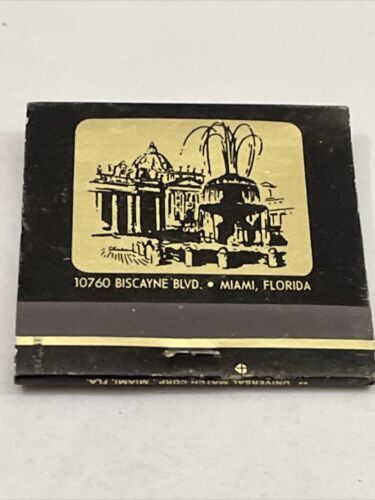 10760 BISCAYNE BLVD. • MIAMI, FLORIDA
UNIVERSAL MATCH CORP., MIAMI, FLA.